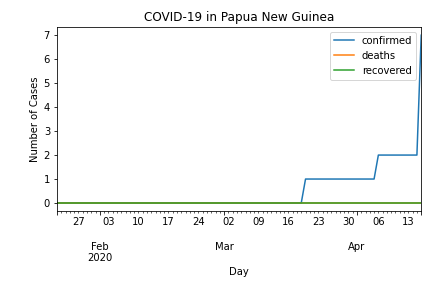 COVID-19 in Papua New Guinea
confirmed
deaths
recovered
Number of Cases
7
6
5
4
3
2
1
0
27 03 10 17 24 02 09 16 23 30 06 13
Feb Mar Apr
2020
Day